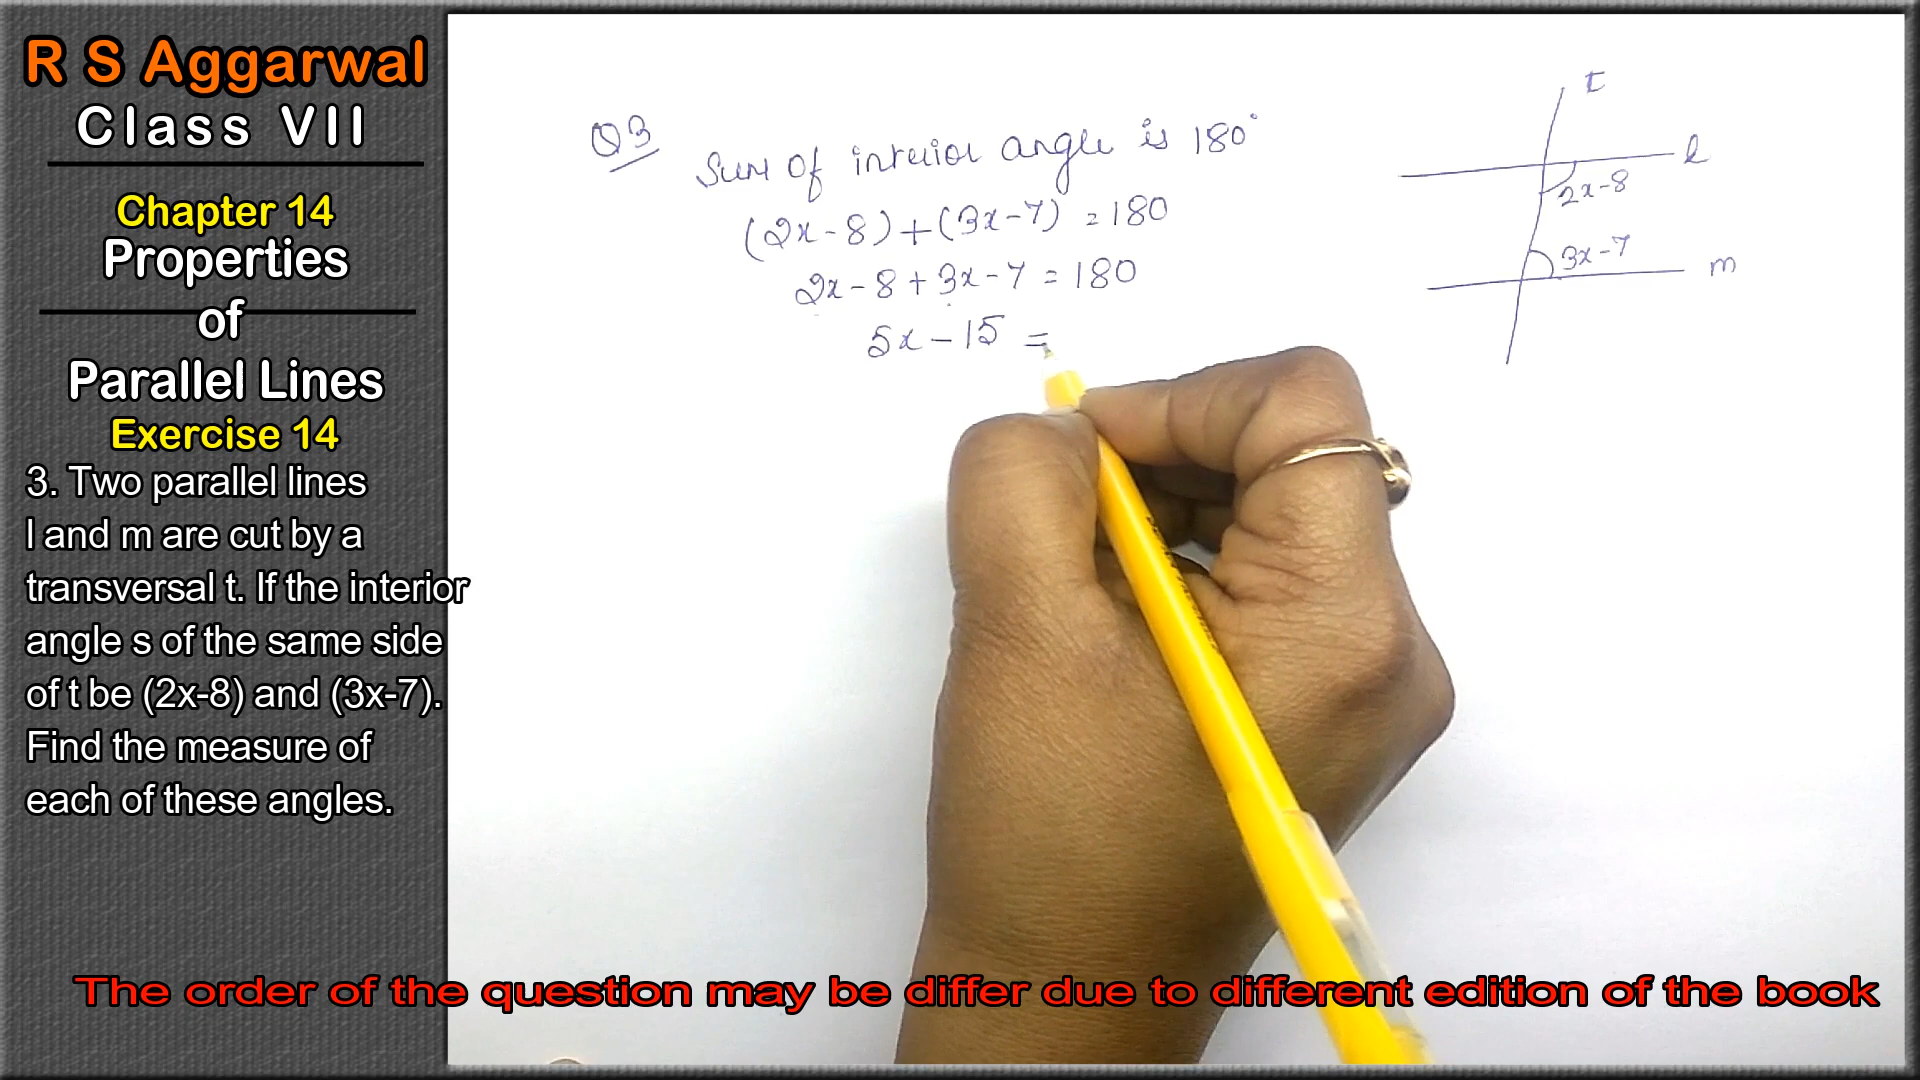 R S Aggarwal
Class VII
Chapter 14
Properties
of
Parallel Lines
Exercise 14
3. Two parallel lines
l and m are cut by a
transversal t. If the interior
angle s of the same side
of t be (2x-8) and (3x-7).
Find the measure of
each of these angles.
Q3
Sum of interior angle is 180°
(2x-8)+(3x-7) = 180
2x-8+3x-7 = 180
5x-15 =
t
l
2x-8
3x-7
m
The order of the question may be differ due to different edition of the book